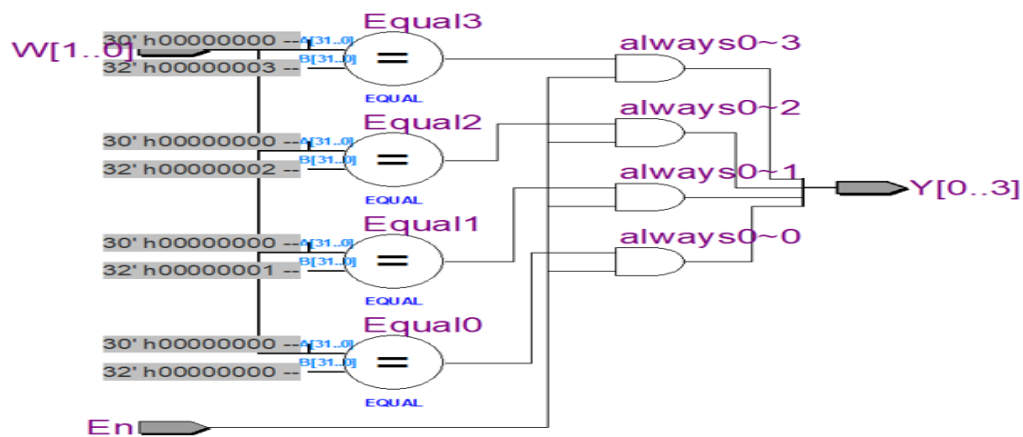 Equal3
always0~3
30' h00000000 --
A[31..0]
W[1..0]
B[31..0]
32' h00000003 --
EQUAL
Equal2
always0~2
30' h00000000 --
A[31..0]
B[31..0]
32' h00000002 --
always0~1
Y[0..3]
EQUAL
Equal1
always0~0
30' h00000000 --
A[31..0]
B[31..0]
32' h00000001 --
EQUAL
Equal0
30' h00000000 --
A[31..0]
B[31..0]
32' h00000000 --
EQUAL
En